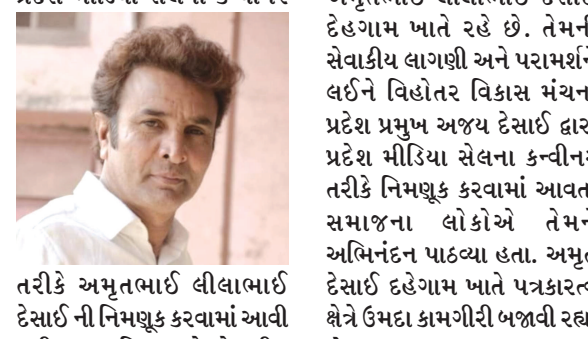 તરીકે અમૃતભાઈ લીલાભાઈ
દેસાઈ ની નિમણૂક કરવામાં આવી
દેહગામ ખાતે રહે છે. તેમની
સેવાકીય લાગણી અને પરામર્શને
લઈને વિહોતર વિકાસ મંચના
પ્રદેશ પ્રમુખ અજય દેસાઈ દ્વારા
પ્રદેશ મીડિયા સેલના કન્વીનર
તરીકે નિમણૂક કરવામાં આવતા
સમાજના લોકોએ તેમને
અભિનંદન પાઠવ્યા હતા. અમૃત
દેસાઈ દહેગામ ખાતે પત્રકારત્વ
ક્ષેત્રે ઉમદા કામગીરી બજાવી રહ્યા